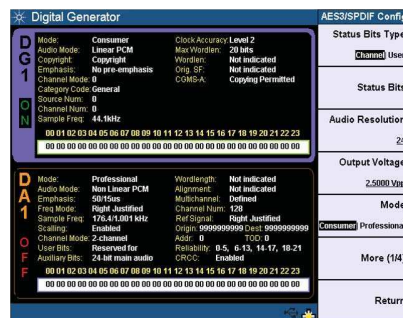 Digital Generator
AES3/SPDIF Config
DG1 ON
Mode: Consumer Clock Accuracy: Level 2
Audio Mode: Linear PCM Max Wordlen: 20 bits
Copyright: Copyright Wordlen: Not indicated
Emphasis: No pre-emphasis Orig. SF: Not indicated
Channel Mode: 0 CGMS-A: Copying Permitted
Category Code: General
Source Num: 0
Channel Num: 0
Sample Freq: 44.1kHz
00 01 02 03 04 05 06 07 08 09 10 11 12 13 14 15 16 17 18 19 20 21 22 23
00 00 00 00 00 00 00 00 00 00 00 00 00 00 00 00 00 00 00 00 00 00 00 00
DA1 OFF
Mode: Professional Wordlength: Not indicated
Audio Mode: Non Linear PCM Alignment: Not indicated
Emphasis: 50/15us Multichannel: Defined
Freq Mode: Right Justified Channel Num: 128
Sample Freq: 176.4/1.001 kHz Ref Signal: Right Justified
Scalling: Enabled Origin: 9999999999 Dest: 9999999999
Channel Mode: 2-channel Addr: 0 TOD: 0
User Bits: Reserved for Reliability: 0-5, 6-13, 14-17, 18-21
Auxiliary Bits: 24-bit main audio CRCC: Enabled
00 01 02 03 04 05 06 07 08 09 10 11 12 13 14 15 16 17 18 19 20 21 22 23
00 00 00 00 00 00 00 00 00 00 00 00 00 00 00 00 00 00 00 00 00 00 00 00
Status Bits Type
Channel User
Status Bits
Audio Resolution
24
Output Voltage
2.5000 Vpp
Mode
Consumer Professional
More (1/4)
Return